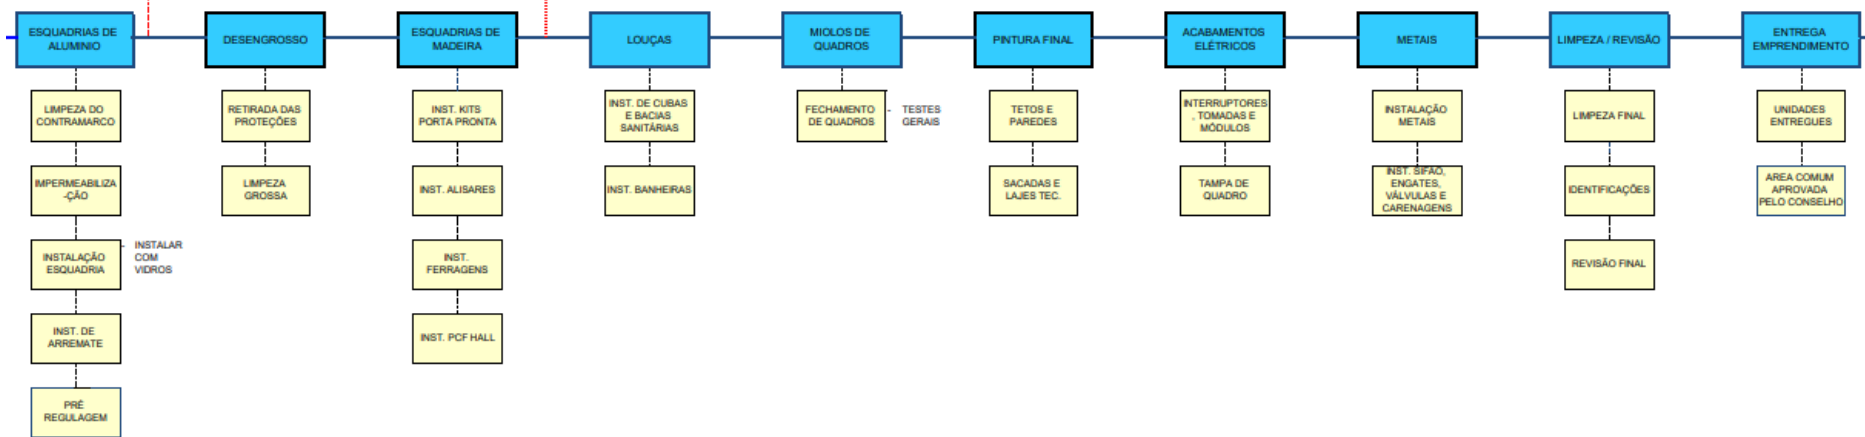 ESQUADRIAS DE
ALUMINIO
DESENGROSSO
ESQUADRIAS DE
MADEIRA
LOUÇAS
MIOLOS DE
QUADROS
PINTURA FINAL
ACABAMENTOS
ELÉTRICOS
METAIS
LIMPEZA / REVISÃO
ENTREGA
EMPRENDIMENTO
LIMPEZA DO
CONTRAMARCO
IMPERMEABILIZA
-ÇÃO
INSTALAÇÃO
ESQUADRIA
INSTALAR
COM
VIDROS
INST. DE
ARREMATE
PRÉ
REGULAGEM
RETIRADA DAS
PROTEÇÕES
LIMPEZA
GROSSA
INST. KITS
PORTA PRONTA
INST. ALISARES
INST.
FERRAGENS
INST. PCF HALL
INST. DE CUBAS
E BACIAS
SANITÁRIAS
INST. BANHEIRAS
FECHAMENTO
DE QUADROS
TESTES
GERAIS
TETOS E
PAREDES
SACADAS E
LAJES TEC.
INTERRUPTORES
, TOMADAS E
MÓDULOS
TAMPA DE
QUADRO
INSTALAÇÃO
METAIS
INST. SIFÃO,
ENGATES,
VÁLVULAS E
CARENAGENS
LIMPEZA FINAL
IDENTIFICAÇÕES
REVISÃO FINAL
UNIDADES
ENTREGUES
AREA COMUM
APROVADA
PELO CONSELHO